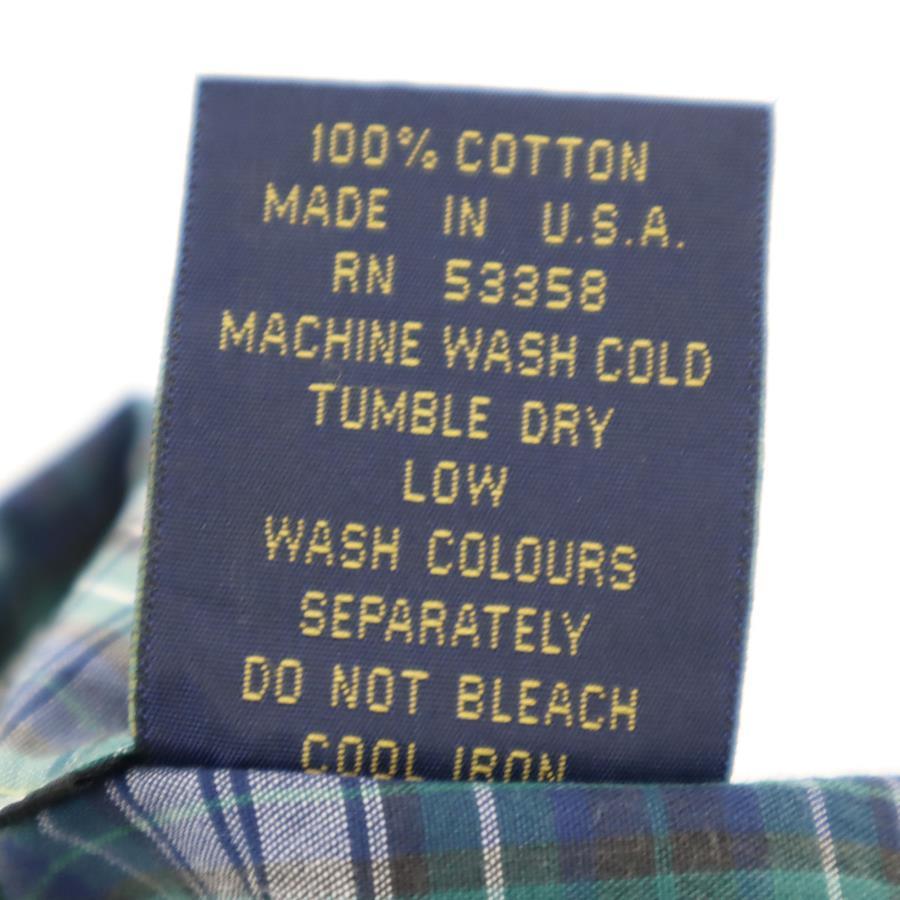 100% COTTON
MADE IN U.S.A.
RN 53358
MACHINE WASH COLD
TUMBLE DRY
LOW
WASH COLOURS
SEPARATELY
DO NOT BLEACH
COOL IRON